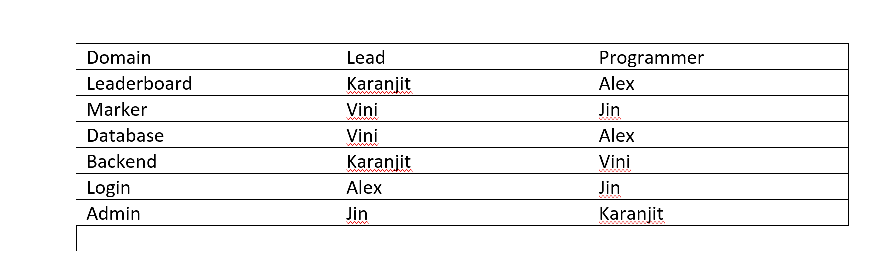 Domain Lead Programmer
Leaderboard Karanjit Alex
Marker Vini Jin
Database Vini Alex
Backend Karanjit Vini
Login Alex Jin
Admin Jin Karanjit